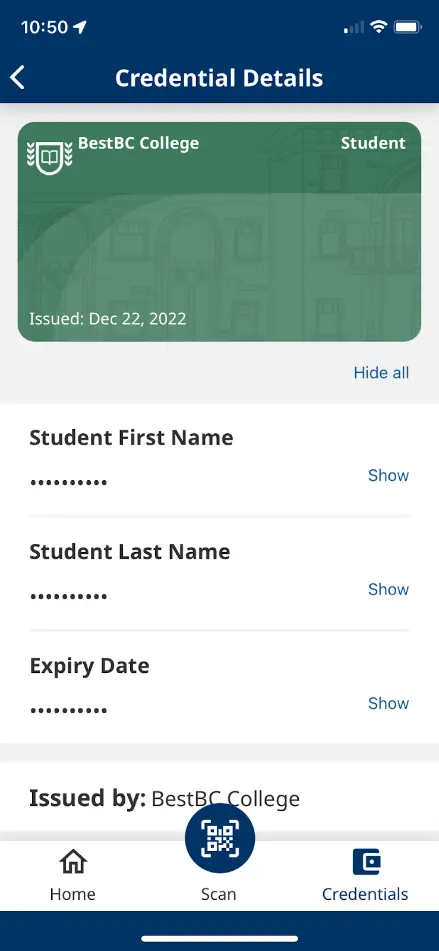 10:50
Credential Details
BestBC College
Student
Issued: Dec 22, 2022
Hide all
Student First Name
••••••••••
Show
Student Last Name
••••••••••
Show
Expiry Date
••••••••••
Show
Issued by: BestBC College
Home
Scan
Credentials